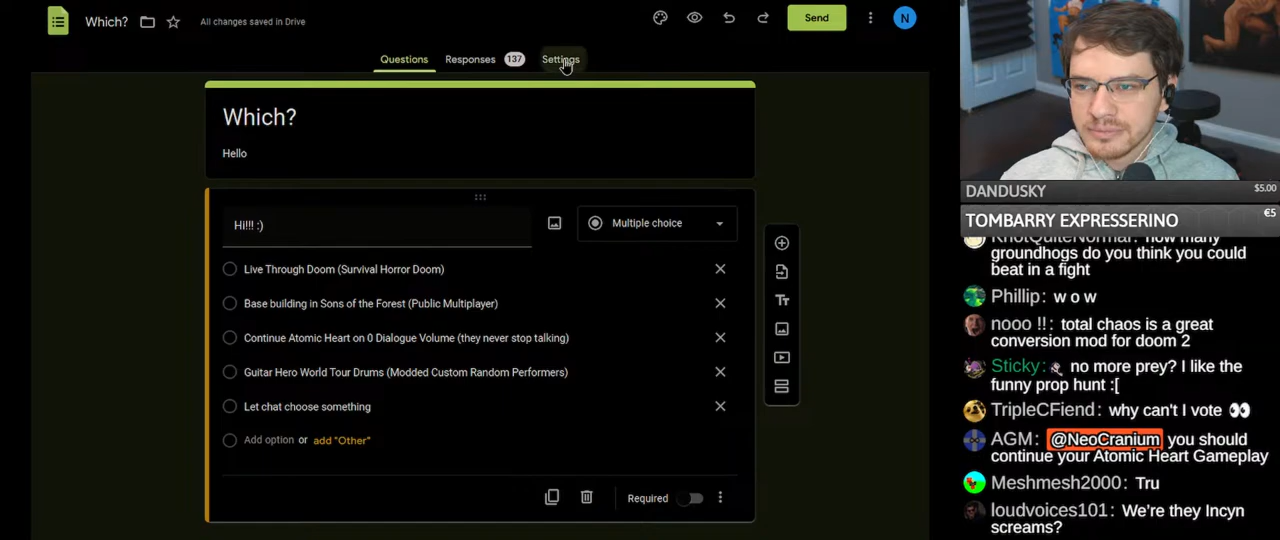 Which?
All changes saved in Drive
Send
N
Questions
Responses
137
Settings
Which?
Hello
Hi!!! :)
Multiple choice
Live Through Doom (Survival Horror Doom)
Base building in Sons of the Forest (Public Multiplayer)
Continue Atomic Heart on 0 Dialogue Volume (they never stop talking)
Guitar Hero World Tour Drums (Modded Custom Random Performers)
Let chat choose something
Add option or add "Other"
Required
Tт
DANDUSKY
$5.00
TOMBARRY EXPRESSERINO
€5
KnotQuiteNormal: how many
groundhogs do you think you could
beat in a fight
Phillip: w o w
nooo !!: total chaos is a great
conversion mod for doom 2
Sticky: no more prey? I like the
funny prop hunt :[
TripleCFiend: why can't I vote 👀
AGM: @NeoCranium you should
continue your Atomic Heart Gameplay
Meshmesh2000: Tru
loudvoices101: We're they Incyn
screams?